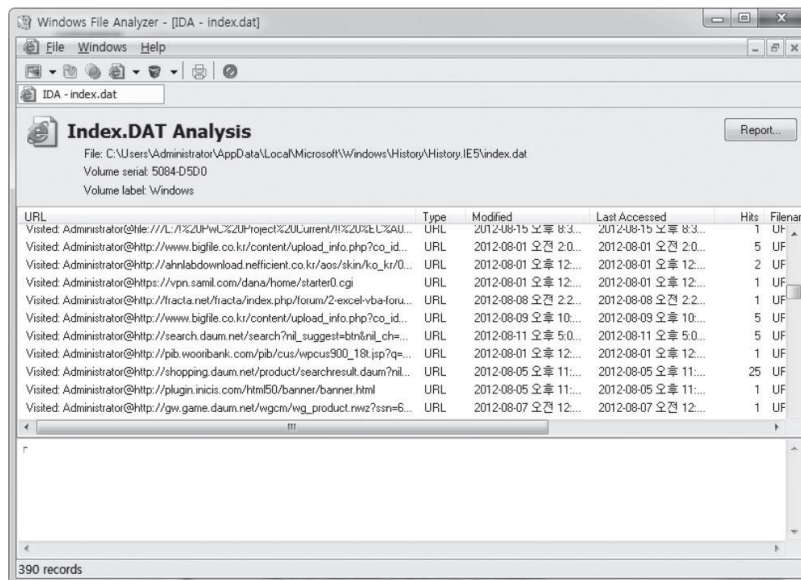 Windows File Analyzer - [IDA - index.dat]
File Windows Help
IDA - index.dat
Index.DAT Analysis
Report...
File: C:\Users\Administrator\AppData\Local\Microsoft\Windows\History\History.IE5\index.dat
Volume serial: 5084-D5D0
Volume label: Windows
URL Type Modified Last Accessed Hits Filenar
Visited: Administrator@file:///L:/1%20PwC%20Project%20Current/!!%20%EC%A0... URL 2012-08-15 오후 8:3... 2012-08-15 오후 8:3... 1 UF
Visited: Administrator@http://www.bigfile.co.kr/content/upload_info.php?co_id... URL 2012-08-01 오전 2:0... 2012-08-01 오전 2:0... 5 UF
Visited: Administrator@http://ahnlabdownload.nefficient.co.kr/aos/skin/ko_kr/0... URL 2012-08-01 오후 12:... 2012-08-01 오후 12:... 2 UF
Visited: Administrator@https://vpn.samil.com/dana/home/starter0.cgi URL 2012-08-01 오후 12:... 2012-08-01 오후 12:... 1 UF
Visited: Administrator@http://fracta.net/fracta/index.php/forum/2-excel-vba-foru... URL 2012-08-08 오전 2:2... 2012-08-08 오전 2:2... 1 UF
Visited: Administrator@http://www.bigfile.co.kr/content/upload_info.php?co_id... URL 2012-08-09 오후 10:... 2012-08-09 오후 10:... 5 UF
Visited: Administrator@http://search.daum.net/search?nil_suggest=btn&nil_ch=... URL 2012-08-11 오후 5:0... 2012-08-11 오후 5:0... 5 UF
Visited: Administrator@http://pib.wooribank.com/pib/cus/wpcus900_18t.jsp?q=... URL 2012-08-01 오후 12:... 2012-08-01 오후 12:... 1 UF
Visited: Administrator@http://shopping.daum.net/product/searchresult.daum?nil... URL 2012-08-05 오후 11:... 2012-08-05 오후 11:... 25 UF
Visited: Administrator@http://plugin.inicis.com/html50/banner/banner.html URL 2012-08-05 오후 11:... 2012-08-05 오후 11:... 1 UF
Visited: Administrator@http://gw.game.daum.net/wgcm/wg_product.nwz?ssn=6... URL 2012-08-07 오전 12:... 2012-08-07 오전 12:... 1 UF
390 records